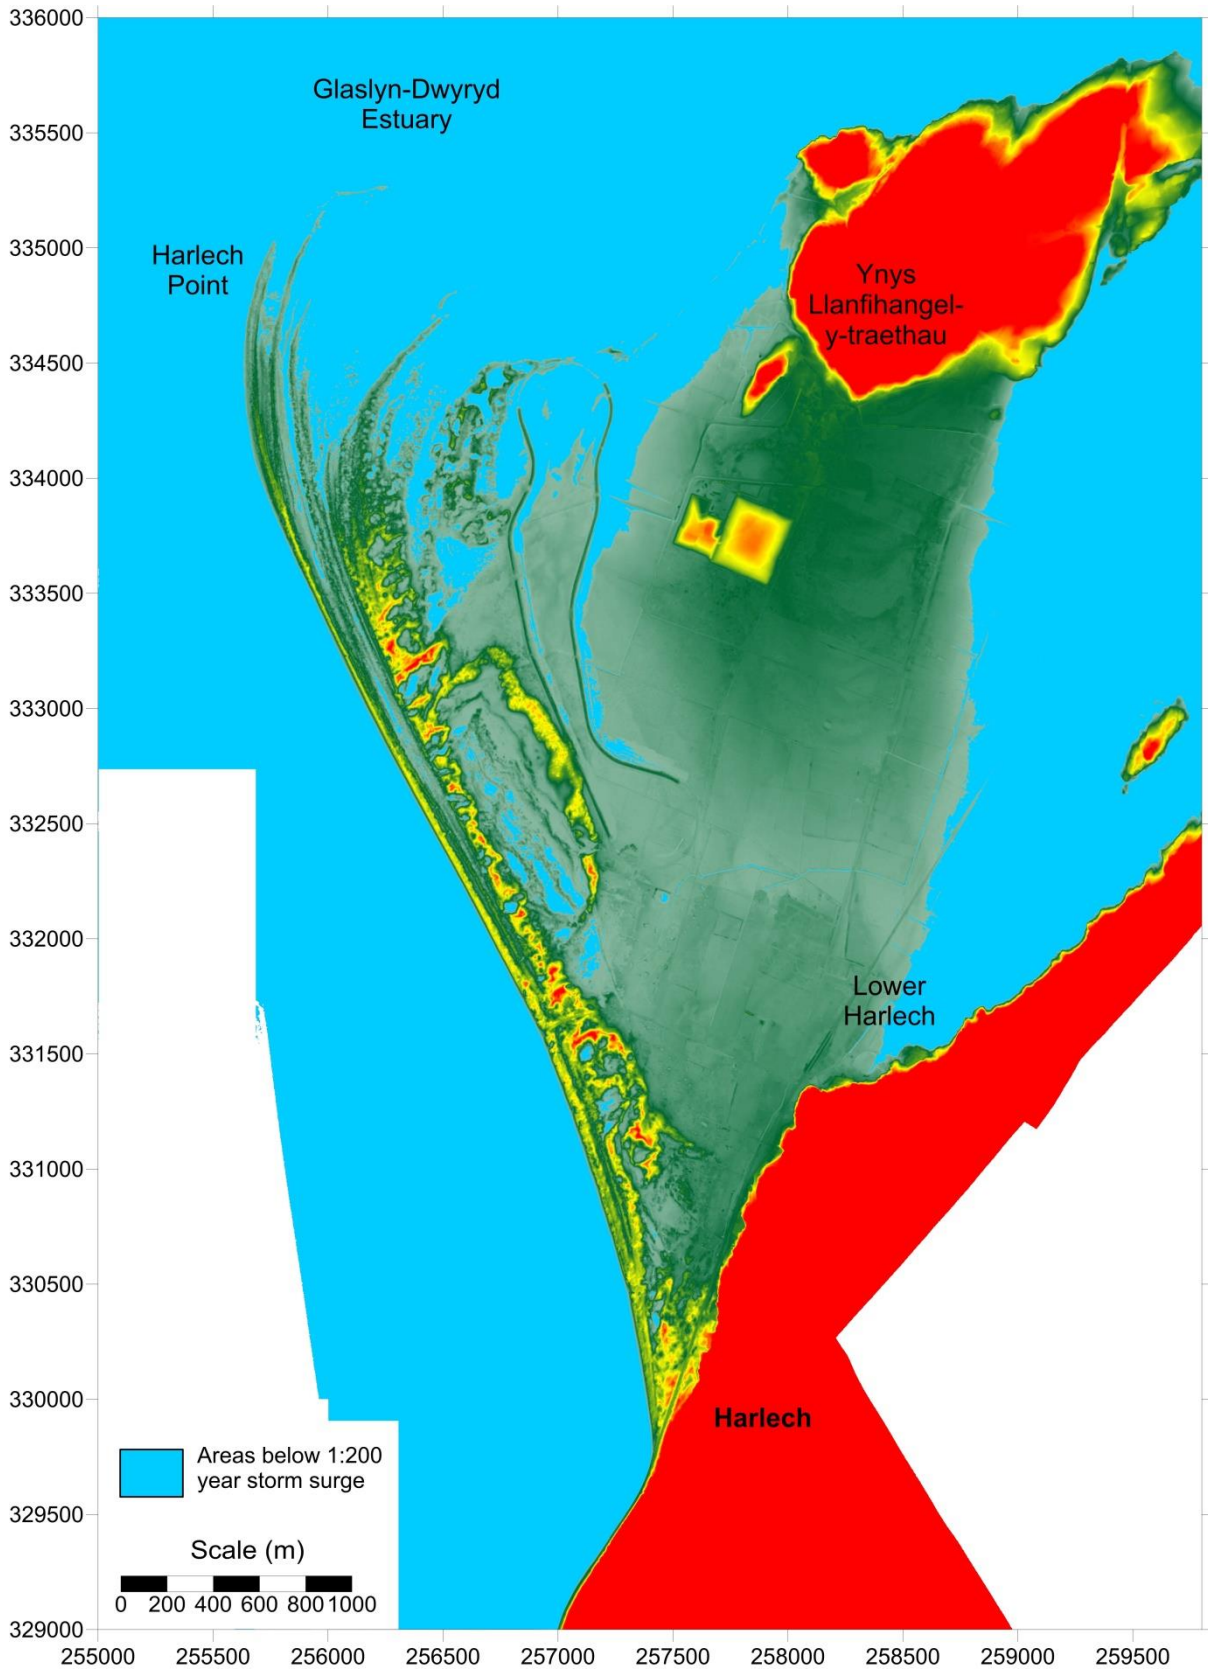 336000
Glaslyn-Dwyryd
Estuary
335500
335000
Harlech
Point
Ynys
Llanfihangel-
y-traethau
334500
334000
333500
333000
332500
332000
Lower
Harlech
331500
331000
330500
330000
Harlech
Areas below 1:200
year storm surge
329500
Scale (m)
0 200 400 600 800 1000
329000
255000 255500 256000 256500 257000 257500 258000 258500 259000 259500